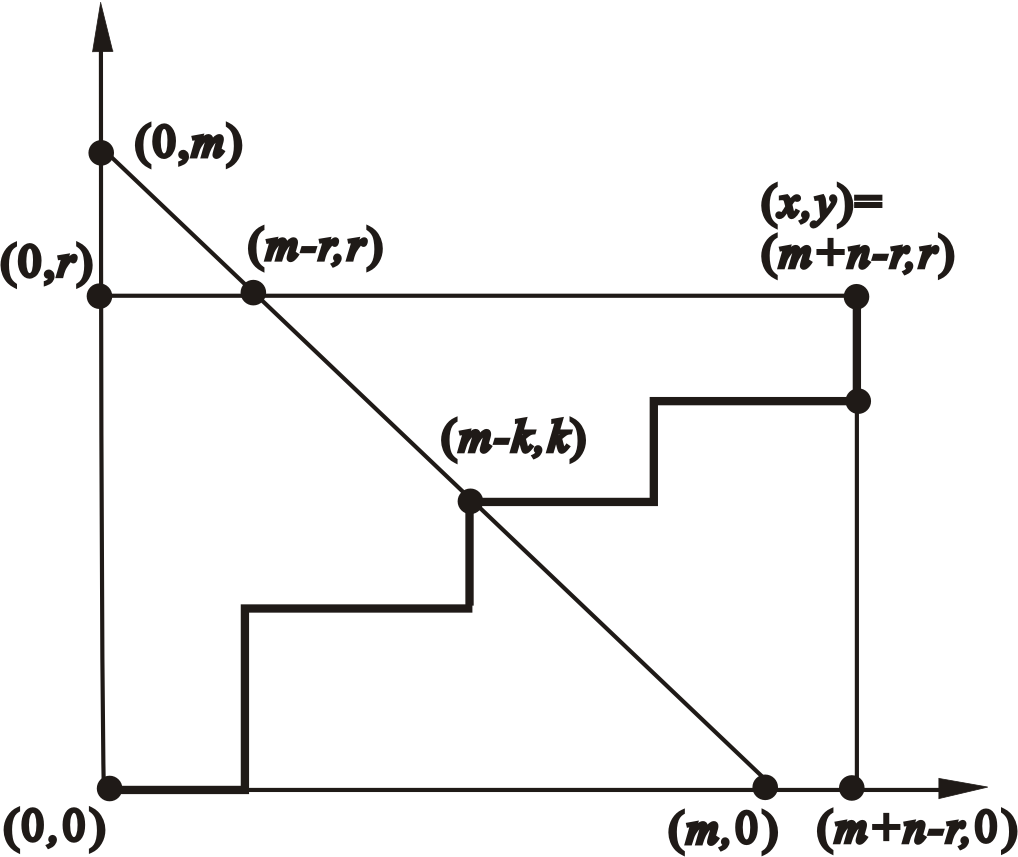 (0,m)
(x,y)=
(m+n-r,r)
(0,r)
(m-r,r)
(m-k,k)
(0,0)
(m,0)
(m+n-r,0)